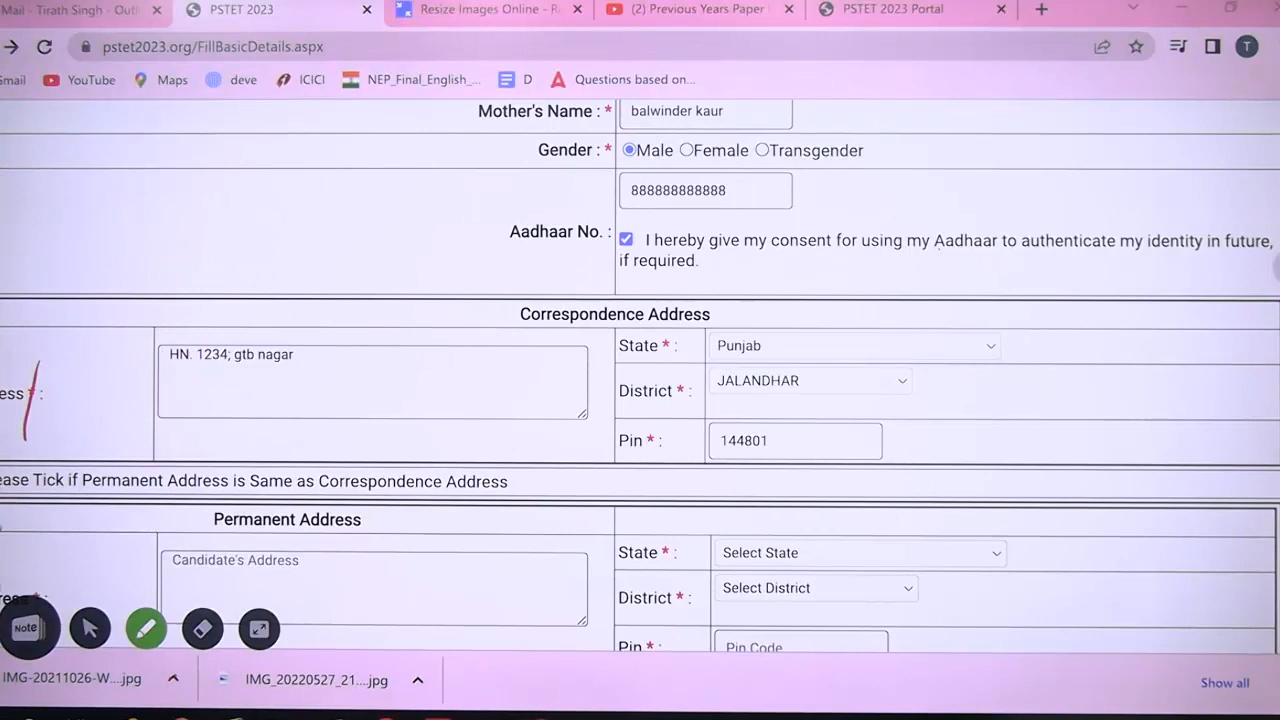 Mail - Tirath Singh - Outl
PSTET 2023
Resize Images Online - R
(2) Previous Years Paper
PSTET 2023 Portal
pstet2023.org/FillBasicDetails.aspx
T
Gmail
YouTube
Maps
deve
ICICI
NEP_Final_English_...
D
Questions based on...
Mother's Name : *
balwinder kaur
Gender : *
Male Female Transgender
888888888888
Aadhaar No. :
I hereby give my consent for using my Aadhaar to authenticate my identity in future,
if required.
Correspondence Address
ess * :
HN. 1234; gtb nagar
State * :
Punjab
District * :
JALANDHAR
Pin * :
144801
ease Tick if Permanent Address is Same as Correspondence Address
Permanent Address
Candidate's Address
State * :
Select State
District * :
Select District
Pin * :
Pin Code
Note
IMG-20211026-W....jpg
IMG_20220527_21....jpg
Show all